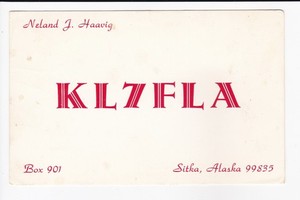 Neland J. Haavig
KL7FLA
Box 901
Sitka, Alaska 99835